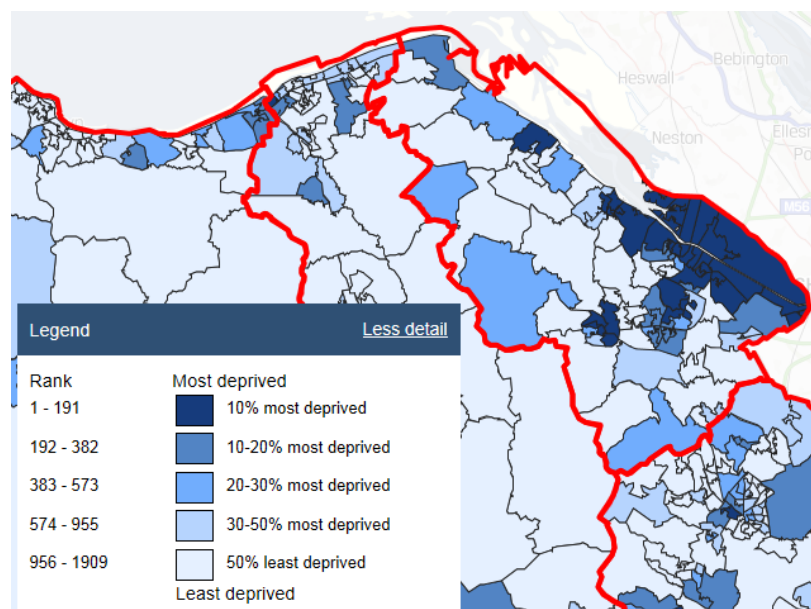 Heswall
Bebington
Neston
M56
Legend Less detail
Rank Most deprived
1 - 191 10% most deprived
192 - 382 10-20% most deprived
383 - 573 20-30% most deprived
574 - 955 30-50% most deprived
956 - 1909 50% least deprived
Least deprived